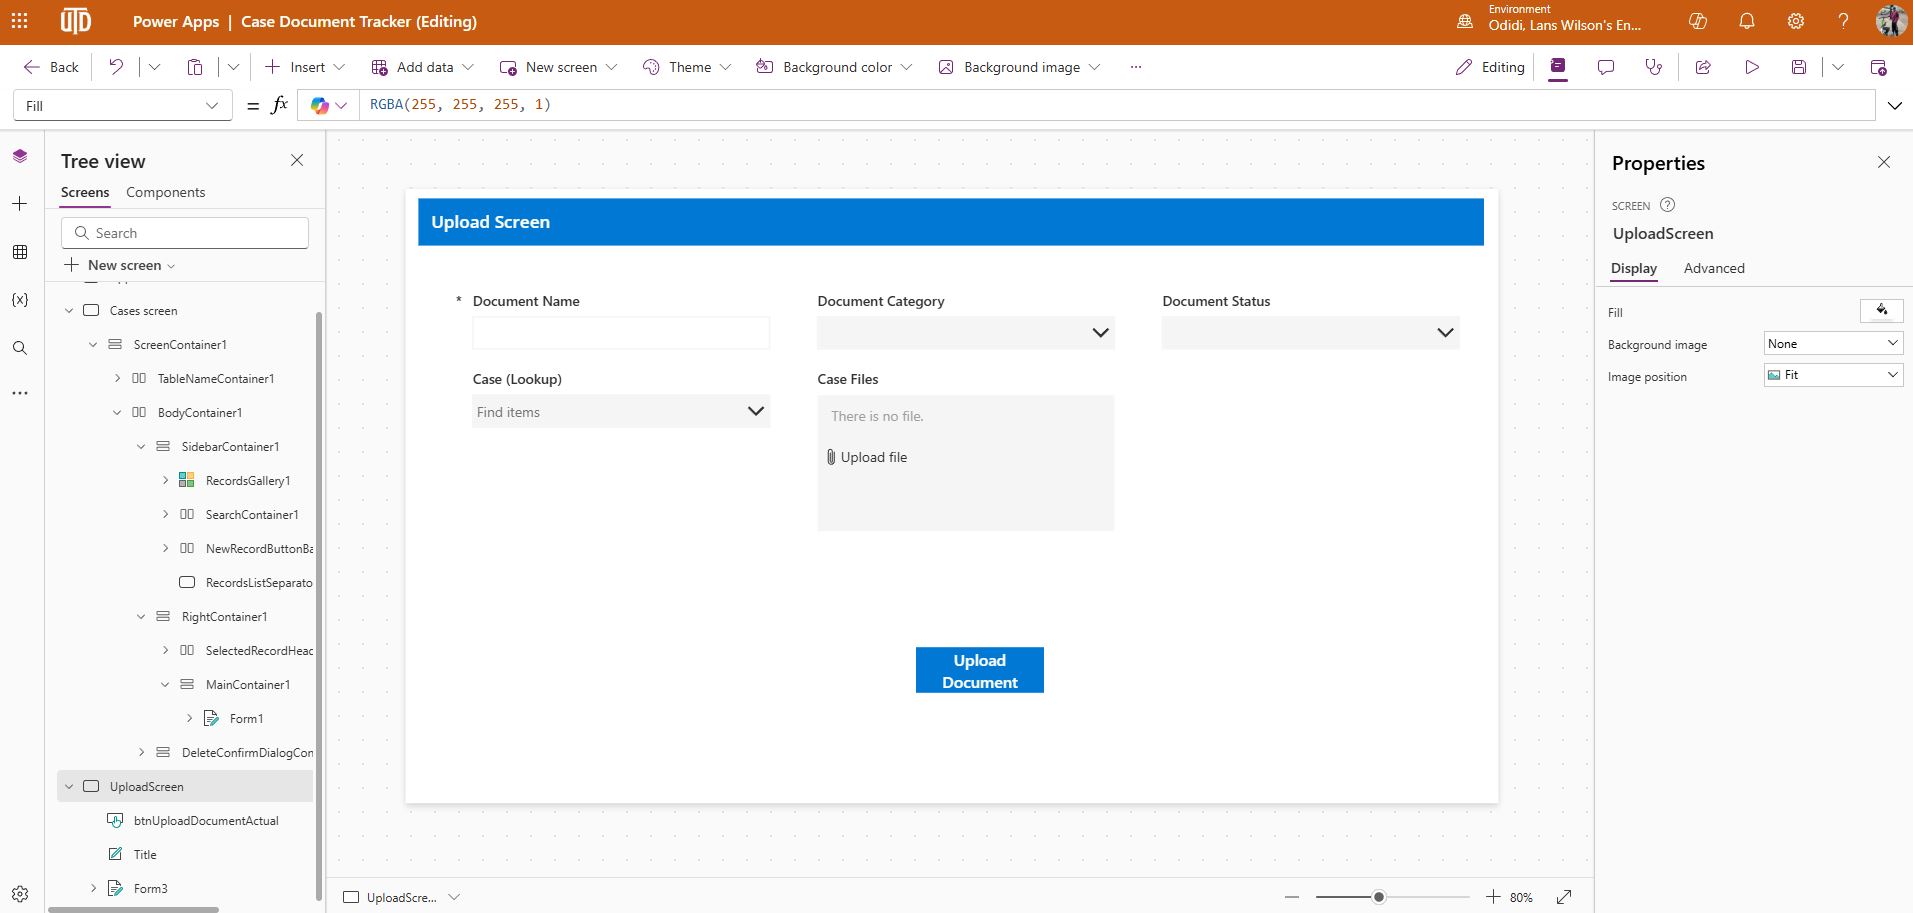 UTD Power Apps | Case Document Tracker (Editing)
Environment
Odidi, Lans Wilson's En...
Back Insert Add data New screen Theme Background color Background image ... Editing
Fill = fx RGBA(255, 255, 255, 1)
Tree view
Screens Components
Search
New screen
Cases screen
ScreenContainer1
TableNameContainer1
BodyContainer1
SidebarContainer1
RecordsGallery1
SearchContainer1
NewRecordButtonBa
RecordsListSeparato
RightContainer1
SelectedRecordHeac
MainContainer1
Form1
DeleteConfirmDialogCon
UploadScreen
btnUploadDocumentActual
Title
Form3
Upload Screen
* Document Name Document Category Document Status
Case (Lookup) Case Files
Find items There is no file.
Upload file
Upload
Document
UploadScre... 80%
Properties
SCREEN ?
UploadScreen
Display Advanced
Fill
Background image None
Image position Fit